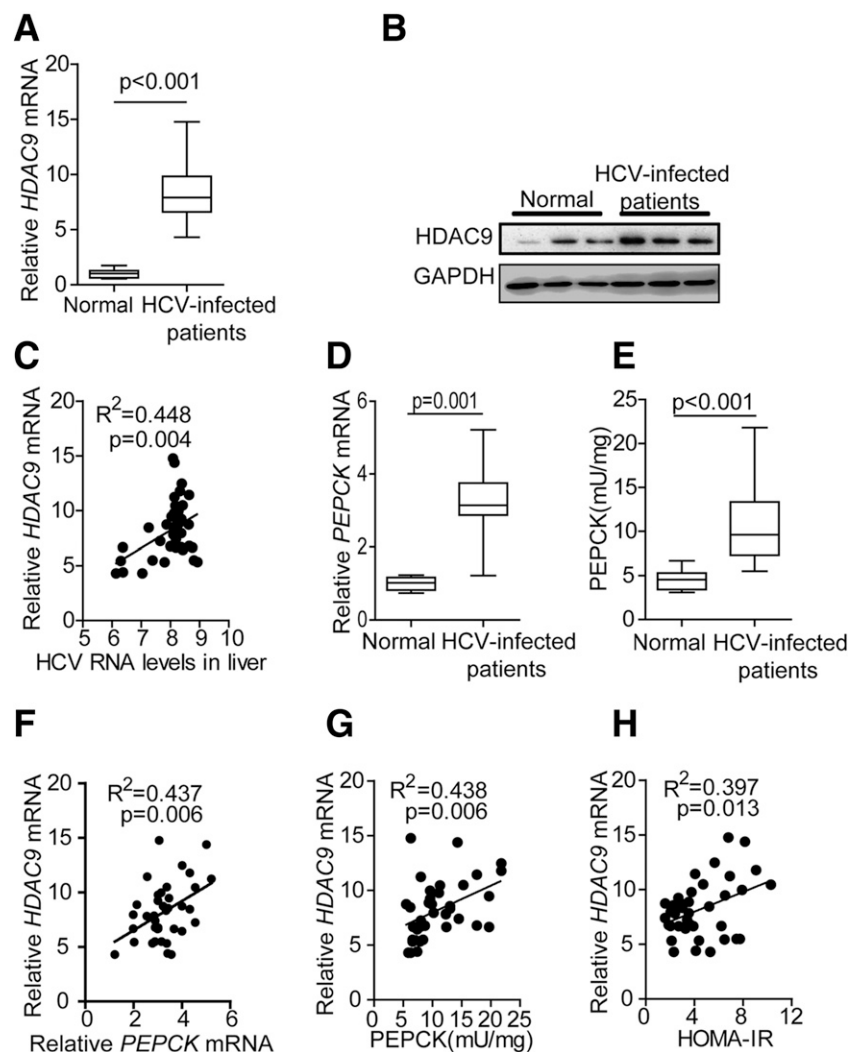 A
Relative HDAC9 mRNA
20
15
10
5
0
p<0.001
Normal
HCV-infected
patients
B
HCV-infected
Normal
patients
HDAC9
GAPDH
C
Relative HDAC9 mRNA
20
15
10
5
0
R2=0.448
p=0.004
5 6 7 8 9 10
HCV RNA levels in liver
D
Relative PEPCK mRNA
6
4
2
0
p=0.001
Normal
HCV-infected
patients
E
PEPCK(mU/mg)
25
20
15
10
5
0
p<0.001
Normal
HCV-infected
patients
F
Relative HDAC9 mRNA
20
15
10
5
0
R2=0.437
p=0.006
0 2 4 6
Relative PEPCK mRNA
G
Relative HDAC9 mRNA
20
15
10
5
0
R2=0.438
p=0.006
0 5 10 15 20 25
PEPCK(mU/mg)
H
Relative HDAC9 mRNA
20
15
10
5
0
R2=0.397
p=0.013
0 4 8 12
HOMA-IR